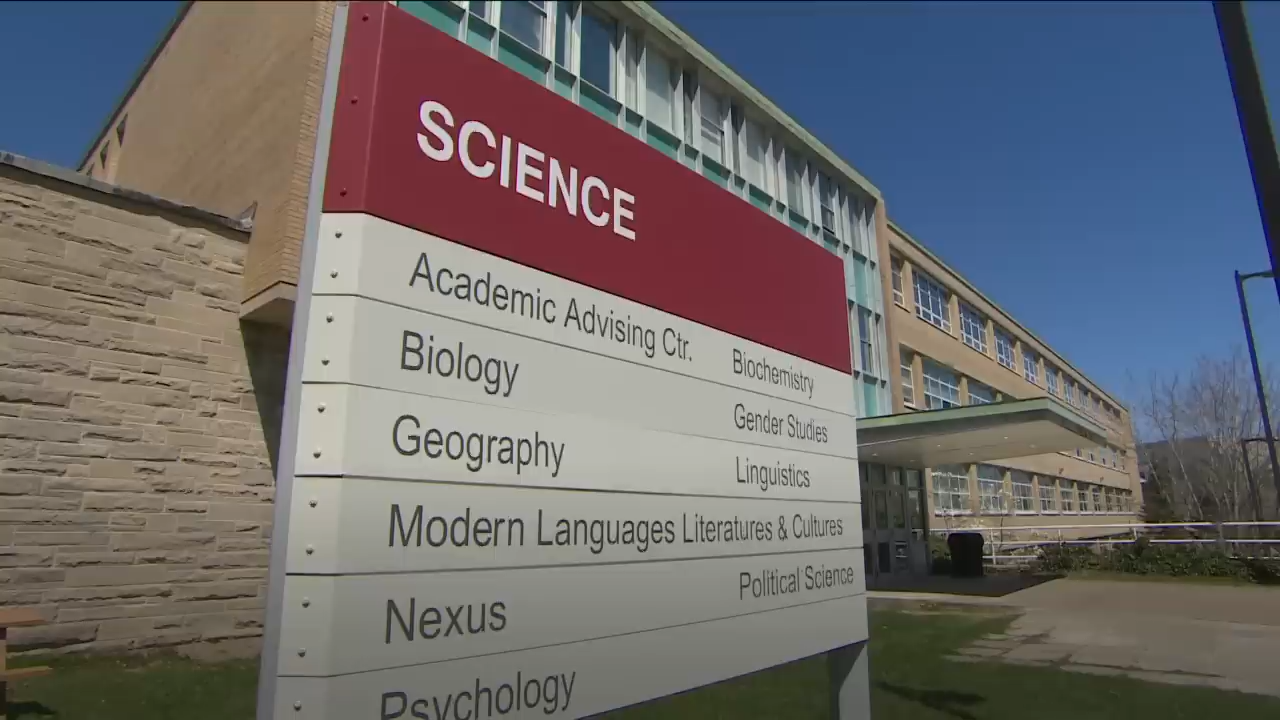 SCIENCE
Academic Advising Ctr. Biochemistry
Biology Gender Studies
Geography Linguistics
Modern Languages Literatures & Cultures
Nexus Political Science
Psychology